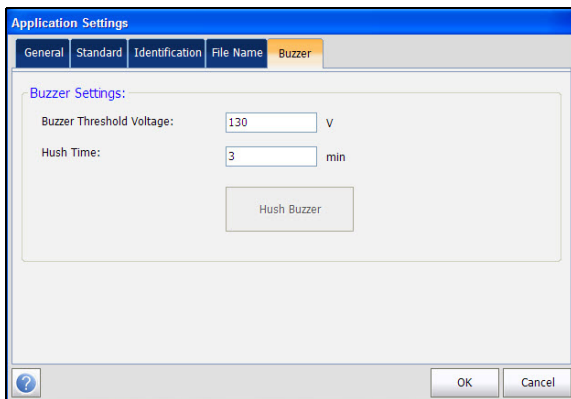 Application Settings
General Standard Identification File Name Buzzer
Buzzer Settings:
Buzzer Threshold Voltage: 130 V
Hush Time: 3 min
Hush Buzzer
? OK Cancel